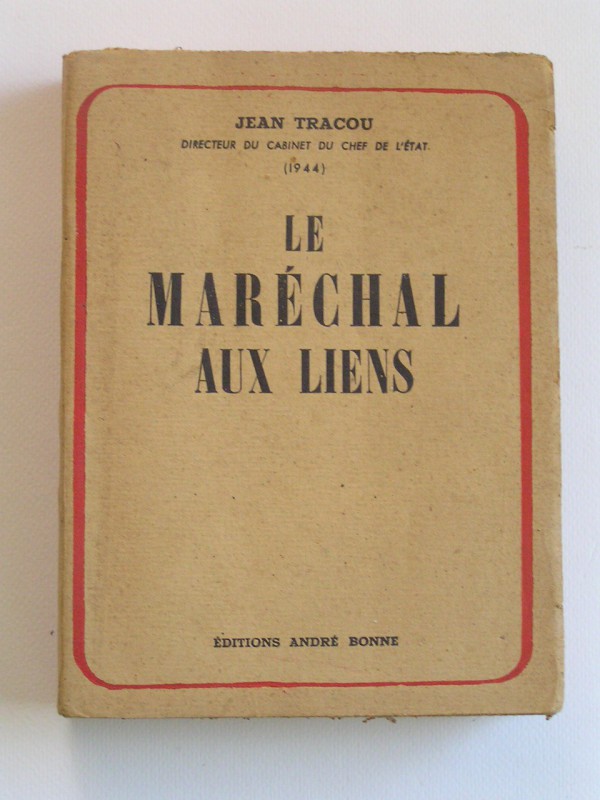 JEAN TRACOU
DIRECTEUR DU CABINET DU CHEF DE L'ÉTAT
(1944)
LE
MARÉCHAL
AUX LIENS
ÉDITIONS ANDRÉ BONNE